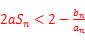 2aSₙ < 2 − bₙ/aₙ